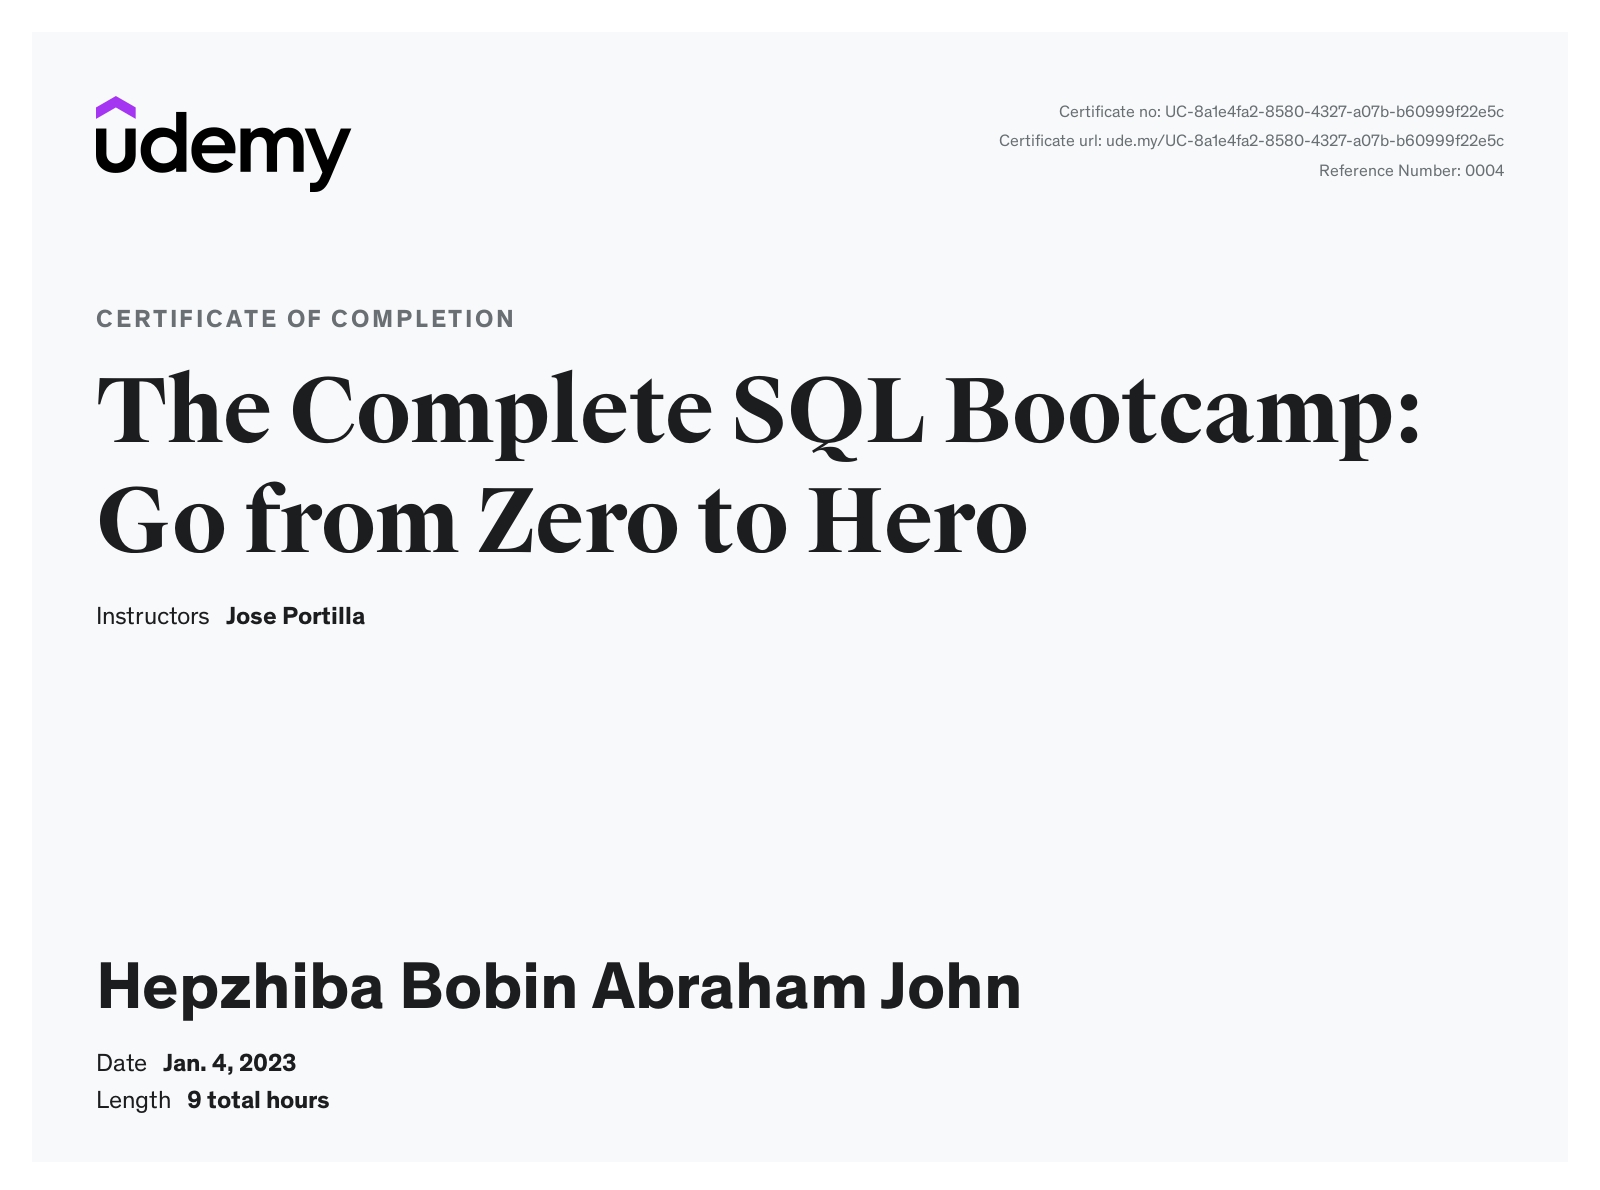 udemy
Certificate no: UC-8a1e4fa2-8580-4327-a07b-b60999f22e5c
Certificate url: ude.my/UC-8a1e4fa2-8580-4327-a07b-b60999f22e5c
Reference Number: 0004
CERTIFICATE OF COMPLETION
The Complete SQL Bootcamp:
Go from Zero to Hero
Instructors Jose Portilla
Hepzhiba Bobin Abraham John
Date Jan. 4, 2023
Length 9 total hours